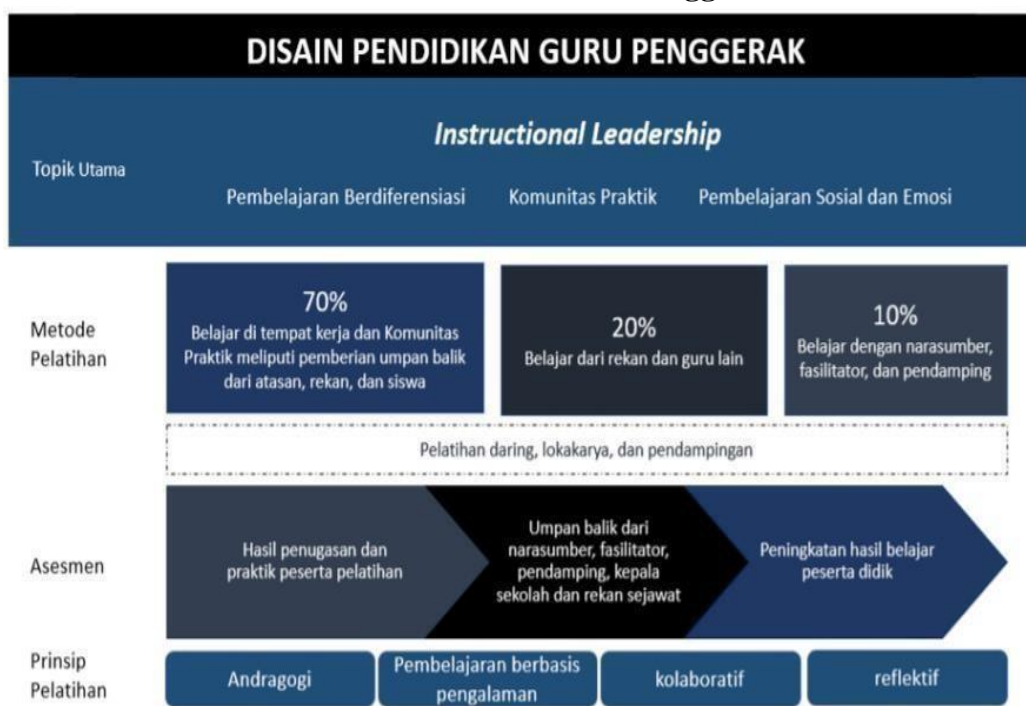 DISAIN PENDIDIKAN GURU PENGGERAK
Instructional Leadership
Topik Utama
Pembelajaran Berdiferensiasi
Komunitas Praktik
Pembelajaran Sosial dan Emosi
Metode
Pelatihan
70%
Belajar di tempat kerja dan Komunitas
Praktik meliputi pemberian umpan balik
dari atasan, rekan, dan siswa
20%
Belajar dari rekan dan guru lain
10%
Belajar dengan narasumber,
fasilitator, dan pendamping
Pelatihan daring, lokakarya, dan pendampingan
Asesmen
Hasil penugasan dan
praktik peserta pelatihan
Umpan balik dari
narasumber, fasilitator,
pendamping, kepala
sekolah dan rekan sejawat
Peningkatan hasil belajar
peserta didik
Prinsip
Pelatihan
Andragogi
Pembelajaran berbasis
pengalaman
kolaboratif
reflektif